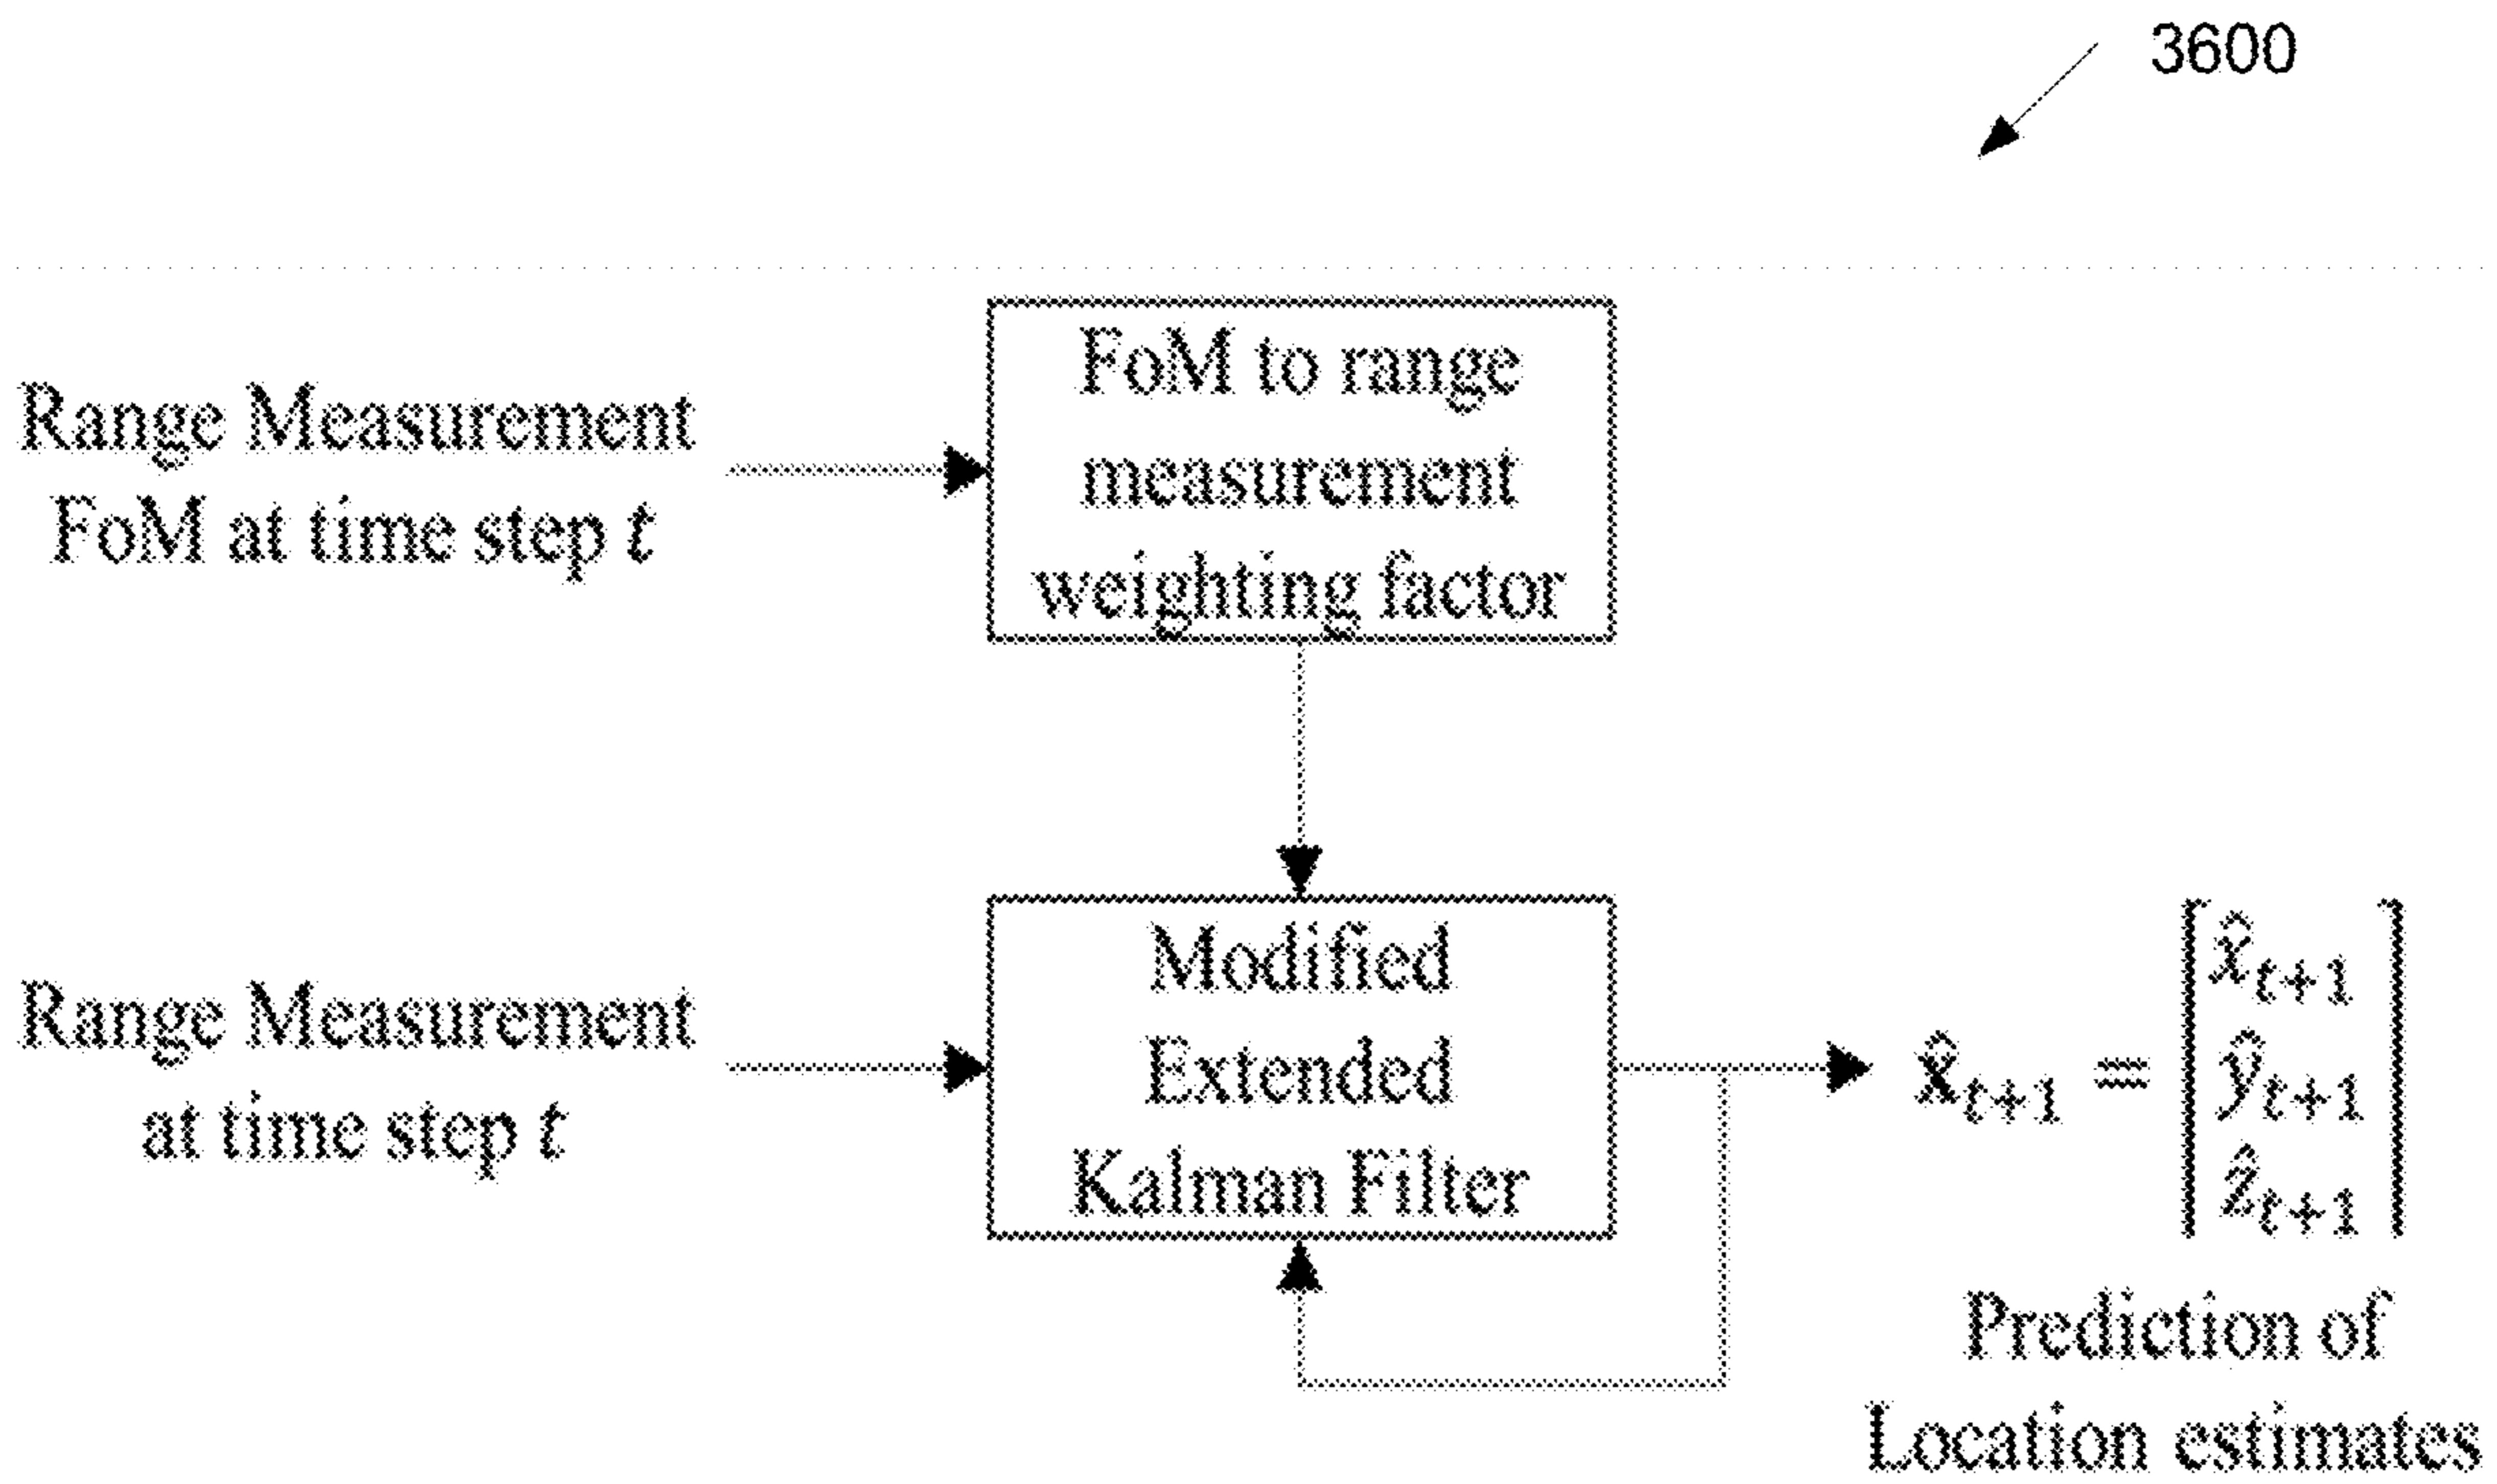 3600
Range Measurement
FoM at time step t
FoM to range
measurement
weighting factor
Range Measurement
at time step t
Modified
Extended
Kalman Filter
x̂ₜ₊₁ = [x̂ₜ₊₁
ŷₜ₊₁
ẑₜ₊₁]
Prediction of
Location estimates